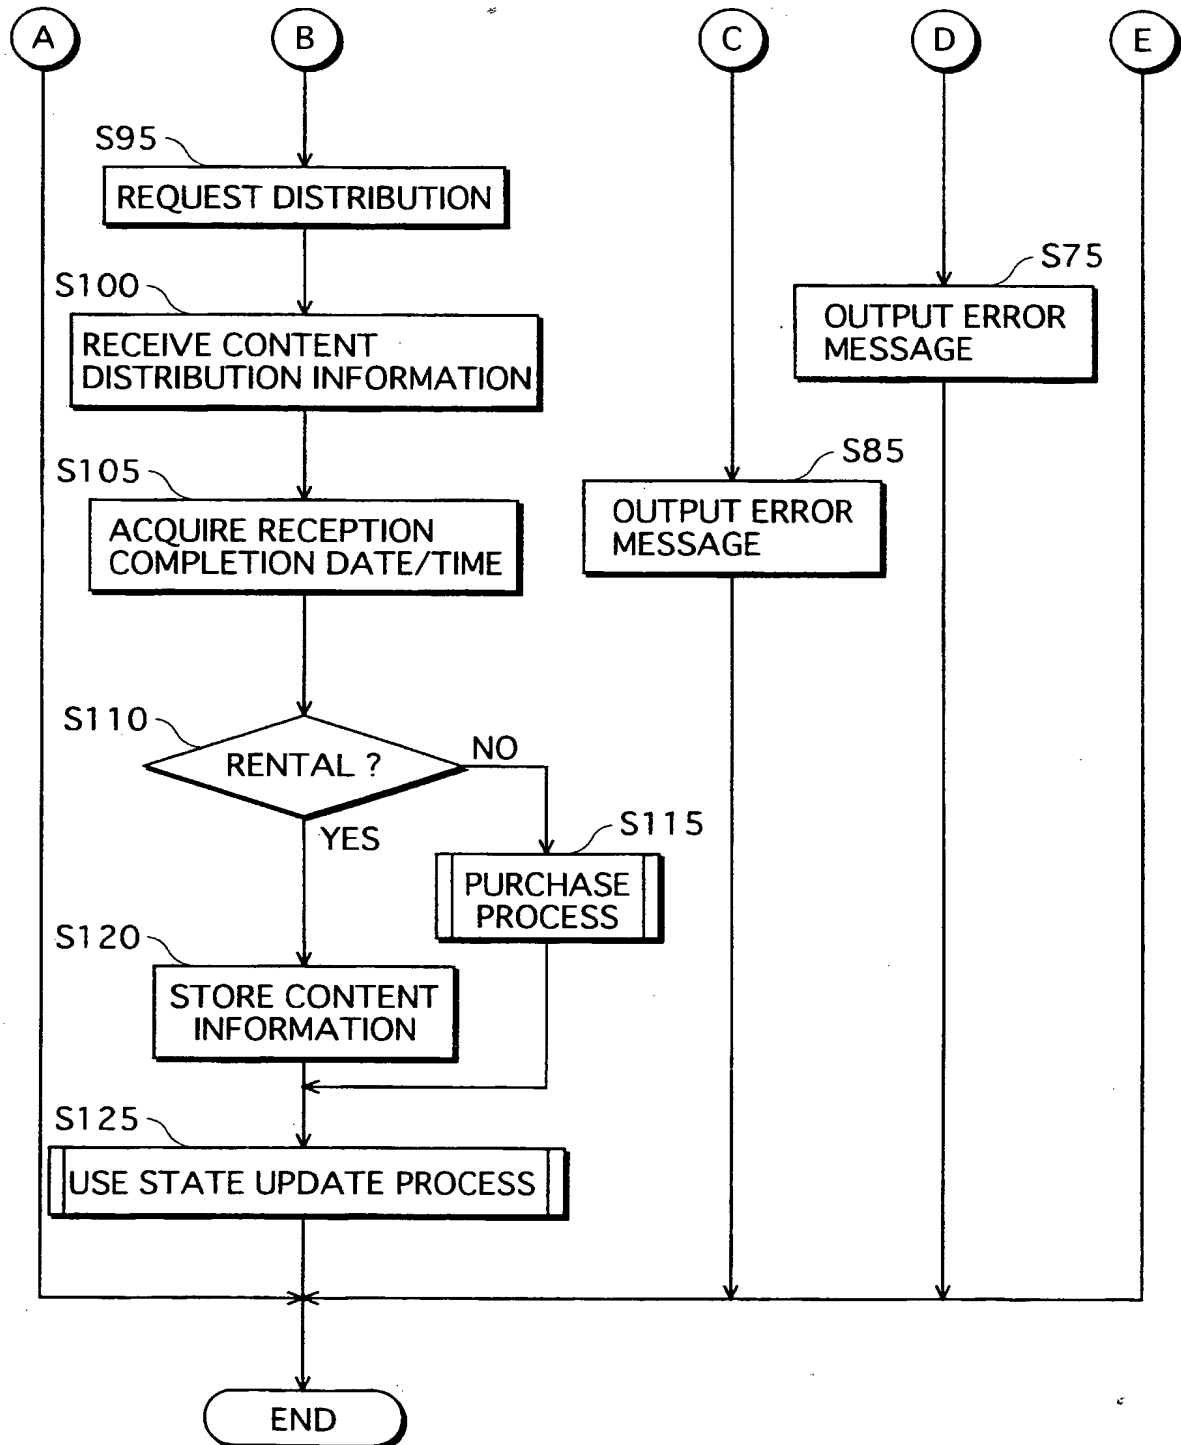 A
B
C
D
E
S95
REQUEST DISTRIBUTION
S100
RECEIVE CONTENT
DISTRIBUTION INFORMATION
S75
OUTPUT ERROR
MESSAGE
S105
ACQUIRE RECEPTION
COMPLETION DATE/TIME
S85
OUTPUT ERROR
MESSAGE
S110
RENTAL ?
NO
YES
S115
PURCHASE
PROCESS
S120
STORE CONTENT
INFORMATION
S125
USE STATE UPDATE PROCESS
END